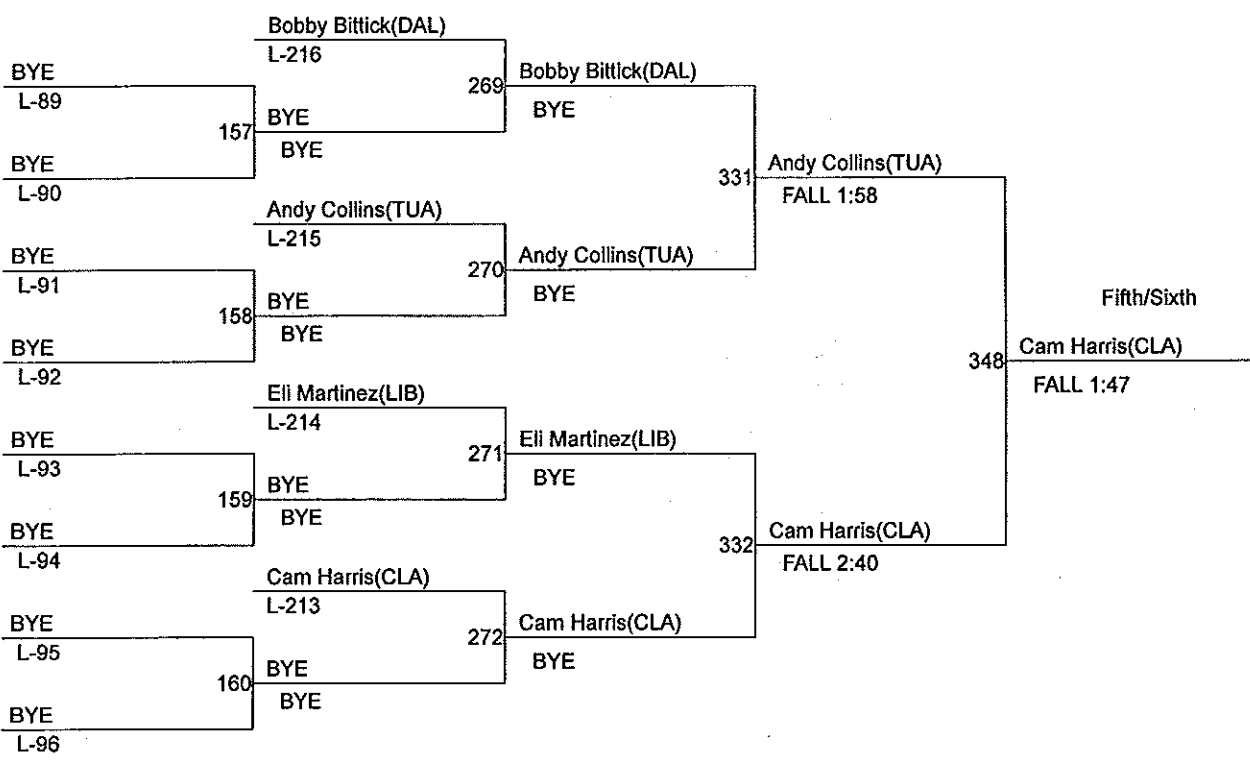 Bobby Bittick(DAL)
L-216
BYE
L-89
269
Bobby Bittick(DAL)
BYE
157
BYE
BYE
BYE
L-90
331
Andy Collins(TUA)
FALL 1:58
Andy Collins(TUA)
L-215
BYE
L-91
270
Andy Collins(TUA)
BYE
158
BYE
BYE
BYE
L-92
Fifth/Sixth
348
Cam Harris(CLA)
FALL 1:47
Eli Martinez(LIB)
L-214
BYE
L-93
271
Eli Martinez(LIB)
BYE
159
BYE
BYE
BYE
L-94
332
Cam Harris(CLA)
FALL 2:40
Cam Harris(CLA)
L-213
BYE
L-95
272
Cam Harris(CLA)
BYE
160
BYE
BYE
BYE
L-96